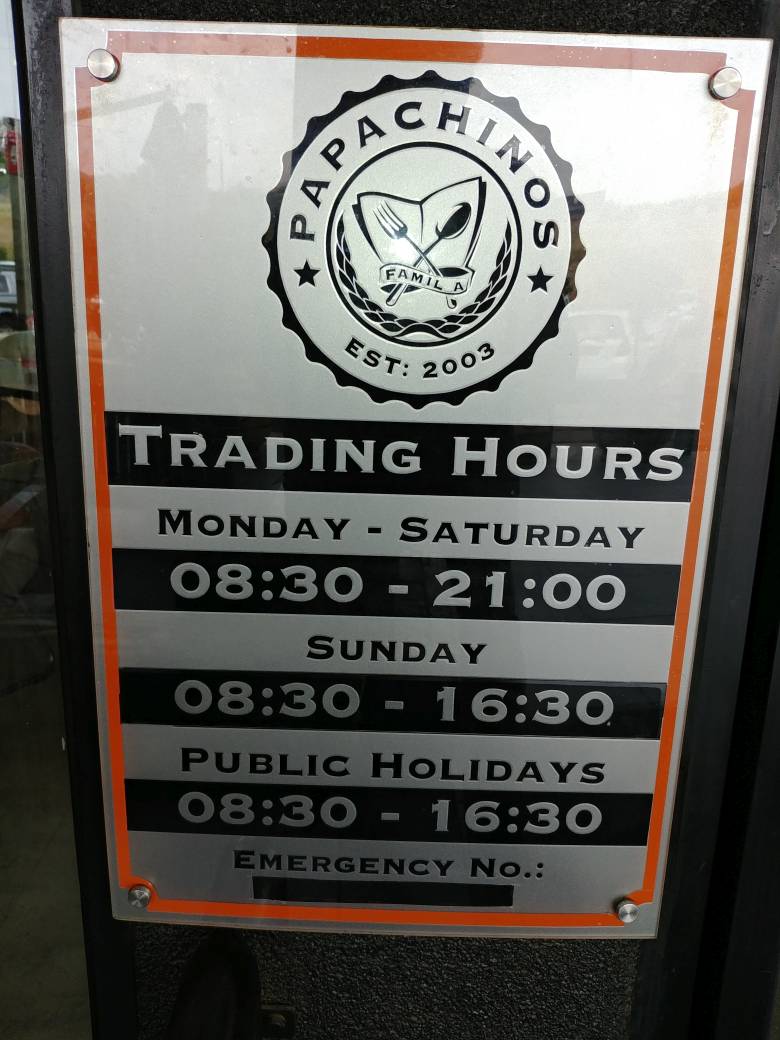 PAPACHINOS
FAMIL A
EST: 2003
TRADING HOURS
MONDAY - SATURDAY
08:30 - 21:00
SUNDAY
08:30 - 16:30
PUBLIC HOLIDAYS
08:30 - 16:30
EMERGENCY NO.: